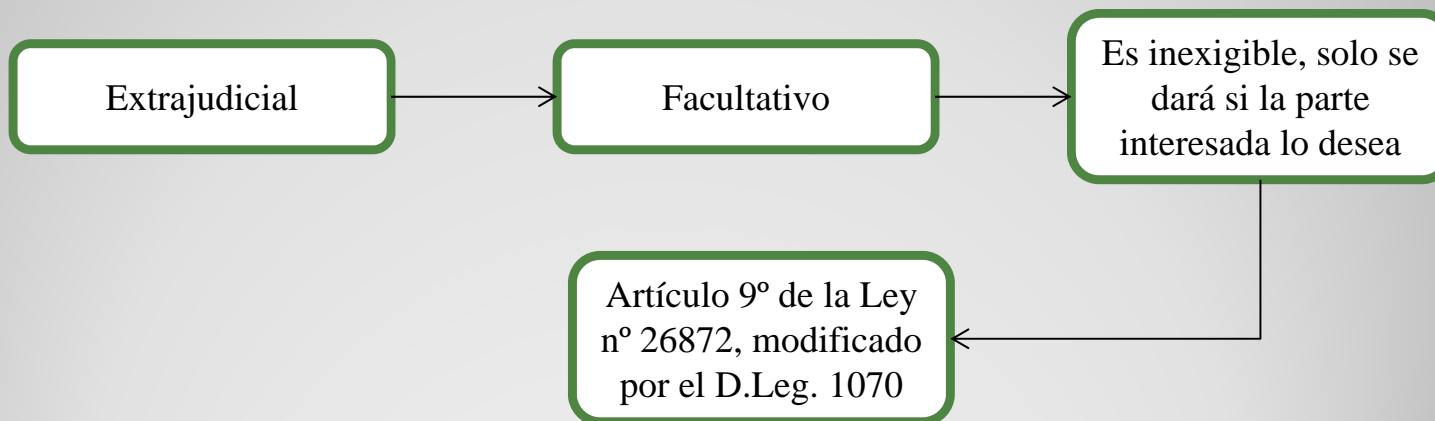 Extrajudicial
Facultativo
Es inexigible, solo se
dará si la parte
interesada lo desea
Artículo 9º de la Ley
nº 26872, modificado
por el D.Leg. 1070